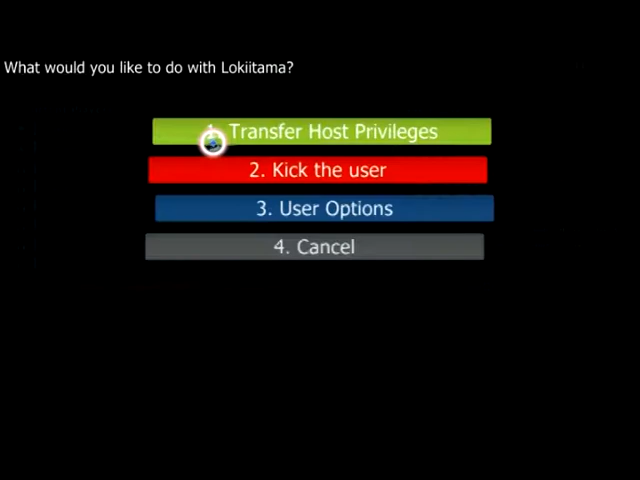 What would you like to do with Lokiitama?
1. Transfer Host Privileges
2. Kick the user
3. User Options
4. Cancel